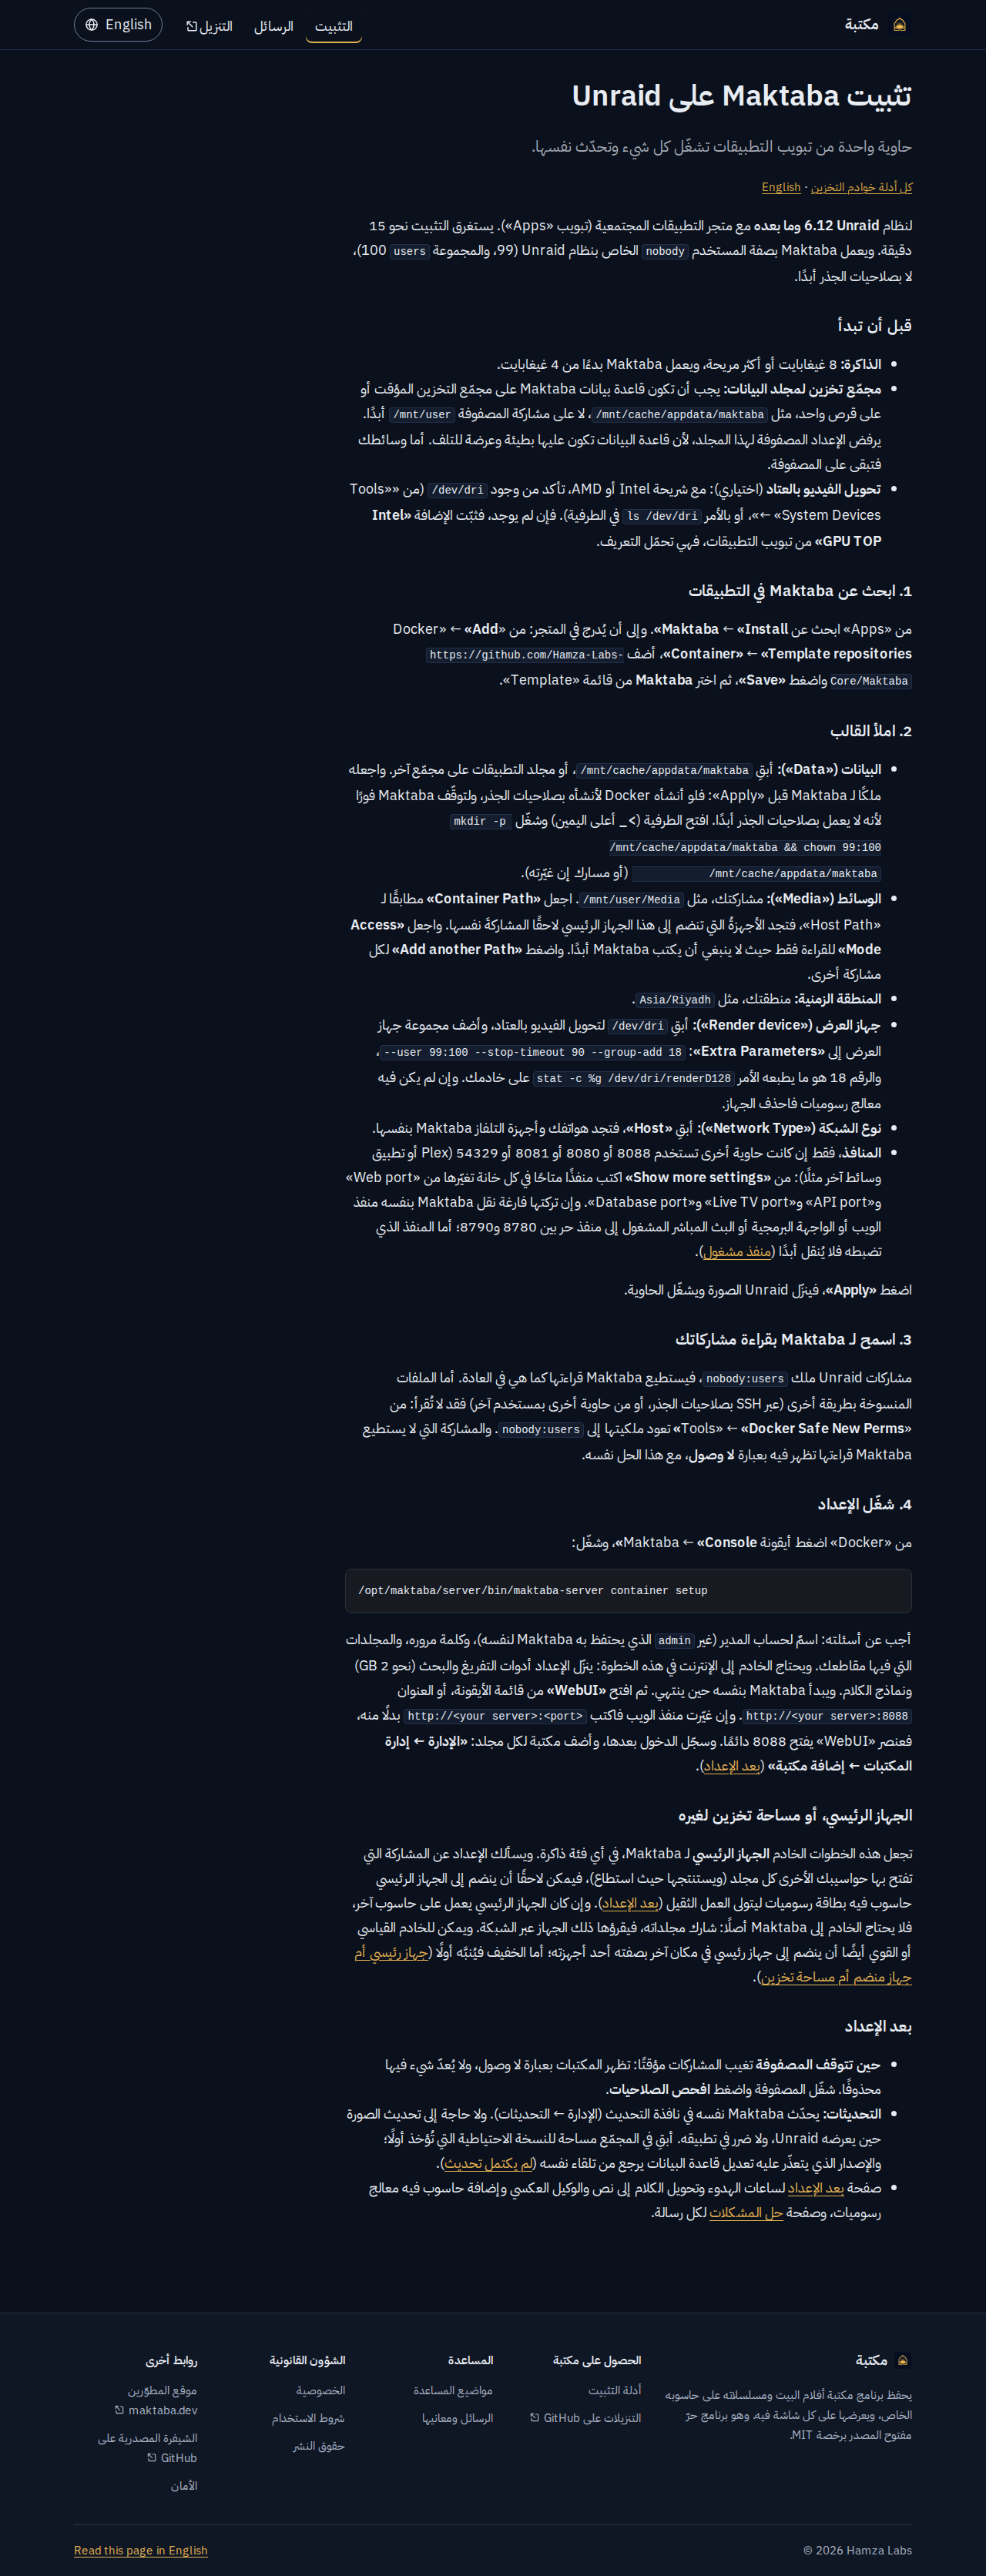 مكتبة
التثبيت
الرسائل
التنزيل
English
تثبيت Maktaba على Unraid
حاوية واحدة من تبويب التطبيقات تشغّل كل شيء وتحدّث نفسها.
كل أدلة خوادم التخزين · English
لنظام Unraid 6.12 وما بعده مع متجر التطبيقات المجتمعية (تبويب «Apps»). يستغرق التثبيت نحو 15
دقيقة. ويعمل Maktaba بصفة المستخدم nobody الخاص بنظام Unraid (99، والمجموعة users 100)،
لا بصلاحيات الجذر أبدًا.
قبل أن تبدأ
الذاكرة: 8 غيغابايت أو أكثر مريحة، ويعمل Maktaba بدءًا من 4 غيغابايت.
مجمّع تخزين لمجلد البيانات: يجب أن تكون قاعدة بيانات Maktaba على مجمّع التخزين المؤقت أو
على قرص واحد، مثل /mnt/cache/appdata/maktaba، لا على مشاركة المصفوفة /mnt/user أبدًا.
يرفض الإعداد المصفوفة لهذا المجلد، لأن قاعدة البيانات تكون عليها بطيئة وعرضة للتلف. أما وسائطك
فتبقى على المصفوفة.
تحويل الفيديو بالعتاد (اختياري): مع شريحة Intel أو AMD، تأكد من وجود /dev/dri (من «Tools»
← «System Devices»، أو بالأمر ls /dev/dri في الطرفية). فإن لم يوجد، فثبّت الإضافة «Intel
GPU TOP» من تبويب التطبيقات، فهي تحمّل التعريف.
1. ابحث عن Maktaba في التطبيقات
من «Apps» ابحث عن Maktaba ← «Install». وإلى أن يُدرج في المتجر: من «Docker» ← «Add
Container» ← «Template repositories»، أضف https://github.com/Hamza-Labs-
Core/Maktaba واضغط «Save»، ثم اختر Maktaba من قائمة «Template».
2. املأ القالب
البيانات («Data»): أبقِ /mnt/cache/appdata/maktaba، أو مجلد التطبيقات على مجمّع آخر. واجعله
ملكًا لـ Maktaba قبل «Apply»: فلو أنشأه Docker لأنشأه بصلاحيات الجذر، ولتوقّف Maktaba فورًا
لأنه لا يعمل بصلاحيات الجذر أبدًا. افتح الطرفية (>_ أعلى اليمين) وشغّل mkdir -p
/mnt/cache/appdata/maktaba && chown 99:100
/mnt/cache/appdata/maktaba (أو مسارك إن غيّرته).
الوسائط («Media»): مشاركتك، مثل /mnt/user/Media. اجعل «Container Path» مطابقًا لـ
«Host Path»، فتجد الأجهزةُ التي تنضم إلى هذا الجهاز الرئيسي لاحقًا المشاركةَ نفسها. واجعل «Access
Mode» للقراءة فقط حيث لا ينبغي أن يكتب Maktaba أبدًا. واضغط «Add another Path» لكل
مشاركة أخرى.
المنطقة الزمنية: منطقتك، مثل Asia/Riyadh.
جهاز العرض («Render device»): أبقِ /dev/dri لتحويل الفيديو بالعتاد، وأضف مجموعة جهاز
العرض إلى «Extra Parameters»: --user 99:100 --stop-timeout 90 --group-add 18،
والرقم 18 هو ما يطبعه الأمر stat -c %g /dev/dri/renderD128 على خادمك. وإن لم يكن فيه
معالج رسوميات فاحذف الجهاز.
نوع الشبكة («Network Type»): أبقِ «Host»، فتجد هواتفك وأجهزة التلفاز Maktaba بنفسها.
المنافذ، فقط إن كانت حاوية أخرى تستخدم 8088 أو 8080 أو 8081 أو 54329 (Plex أو تطبيق
وسائط آخر مثلًا): من «Show more settings» اكتب منفذًا متاحًا في كل خانة تغيّرها من «Web port»
و«API port» و«Live TV port» و«Database port». وإن تركتها فارغة نقل Maktaba بنفسه منفذ
الويب أو الواجهة البرمجية أو البث المباشر المشغول إلى منفذ حر بين 8780 و8790؛ أما المنفذ الذي
تضبطه فلا يُنقل أبدًا (منفذ مشغول).
اضغط «Apply»، فينزّل Unraid الصورة ويشغّل الحاوية.
3. اسمح لـ Maktaba بقراءة مشاركاتك
مشاركات Unraid ملك nobody:users، فيستطيع Maktaba قراءتها كما هي في العادة. أما الملفات
المنسوخة بطريقة أخرى (عبر SSH بصلاحيات الجذر، أو من حاوية أخرى بمستخدم آخر) فقد لا تُقرأ: من
«Tools» ← «Docker Safe New Perms» تعود ملكيتها إلى nobody:users. والمشاركة التي لا يستطيع
Maktaba قراءتها تظهر فيه بعبارة لا وصول، مع هذا الحل نفسه.
4. شغّل الإعداد
من «Docker» اضغط أيقونة Maktaba ← «Console»، وشغّل:
/opt/maktaba/server/bin/maktaba-server container setup
أجب عن أسئلته: اسمٌ لحساب المدير (غير admin الذي يحتفظ به Maktaba لنفسه)، وكلمة مروره، والمجلدات
التي فيها مقاطعك. ويحتاج الخادم إلى الإنترنت في هذه الخطوة: ينزّل الإعداد أدوات التفريغ والبحث (نحو 2 GB)
ونماذج الكلام. ويبدأ Maktaba بنفسه حين ينتهي. ثم افتح «WebUI» من قائمة الأيقونة، أو العنوان
http://<your server>:8088. وإن غيّرت منفذ الويب فاكتب http://<your server>:<port> بدلًا منه،
فعنصر «WebUI» يفتح 8088 دائمًا. وسجّل الدخول بعدها، وأضف مكتبة لكل مجلد: «الإدارة ← إدارة
المكتبات ← إضافة مكتبة» (بعد الإعداد).
الجهاز الرئيسي، أو مساحة تخزين لغيره
تجعل هذه الخطوات الخادم الجهاز الرئيسي لـ Maktaba، في أي فئة ذاكرة. ويسألك الإعداد عن المشاركة التي
تفتح بها حواسيبك الأخرى كل مجلد (ويستنتجها حيث استطاع)، فيمكن لاحقًا أن ينضم إلى الجهاز الرئيسي
حاسوب فيه بطاقة رسوميات ليتولى العمل الثقيل (بعد الإعداد). وإن كان الجهاز الرئيسي يعمل على حاسوب آخر،
فلا يحتاج الخادم إلى Maktaba أصلًا: شارك مجلداته، فيقرؤها ذلك الجهاز عبر الشبكة. ويمكن للخادم القياسي
أو القوي أيضًا أن ينضم إلى جهاز رئيسي في مكان آخر بصفته أحد أجهزته؛ أما الخفيف فيُنبَّه أولًا (جهاز رئيسي أم
جهاز منضم أم مساحة تخزين).
بعد الإعداد
حين تتوقف المصفوفة تغيب المشاركات مؤقتًا: تظهر المكتبات بعبارة لا وصول، ولا يُعدّ شيء فيها
محذوفًا. شغّل المصفوفة واضغط افحص الصلاحيات.
التحديثات: يحدّث Maktaba نفسه في نافذة التحديث (الإدارة ← التحديثات). ولا حاجة إلى تحديث الصورة
حين يعرضه Unraid، ولا ضرر في تطبيقه. أبقِ في المجمّع مساحة للنسخة الاحتياطية التي تُؤخذ أولًا؛
والإصدار الذي يتعذّر عليه تعديل قاعدة البيانات يرجع من تلقاء نفسه (لم يكتمل تحديث).
صفحة بعد الإعداد لساعات الهدوء وتحويل الكلام إلى نص والوكيل العكسي وإضافة حاسوب فيه معالج
رسوميات، وصفحة حل المشكلات لكل رسالة.
مكتبة
يحفظ برنامج مكتبة أفلام البيت ومسلسلاته على حاسوبه
الخاص، ويعرضها على كل شاشة فيه. وهو برنامج حرّ
مفتوح المصدر برخصة MIT.
الحصول على مكتبة
أدلة التثبيت
التنزيلات على GitHub
المساعدة
مواضيع المساعدة
الرسائل ومعانيها
الشؤون القانونية
الخصوصية
شروط الاستخدام
حقوق النشر
روابط أخرى
موقع المطوّرين
maktaba.dev
الشيفرة المصدرية على
GitHub
الأمان
© 2026 Hamza Labs
Read this page in English